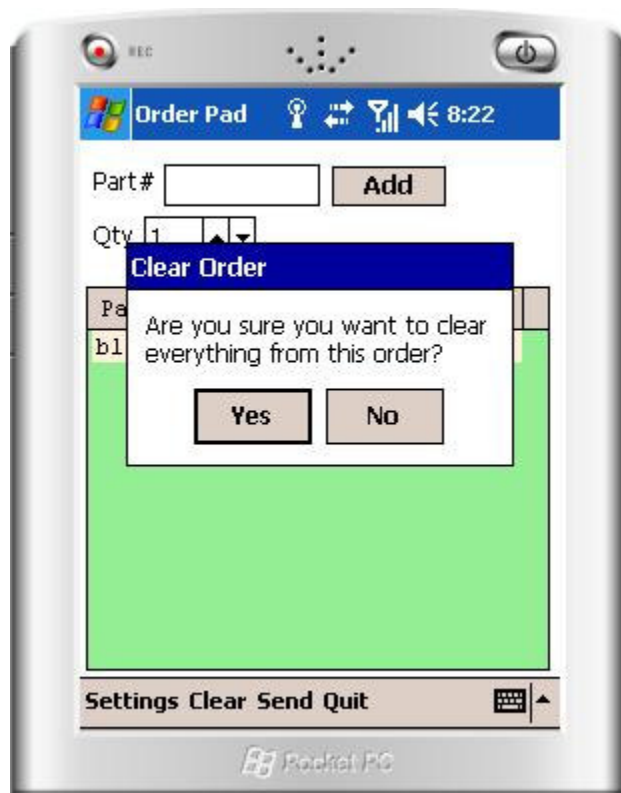 REC
Order Pad 8:22
Part# Add
Qty 1
Clear Order
Pa
Are you sure you want to clear
bl
everything from this order?
Yes No
Settings Clear Send Quit
Pocket PC